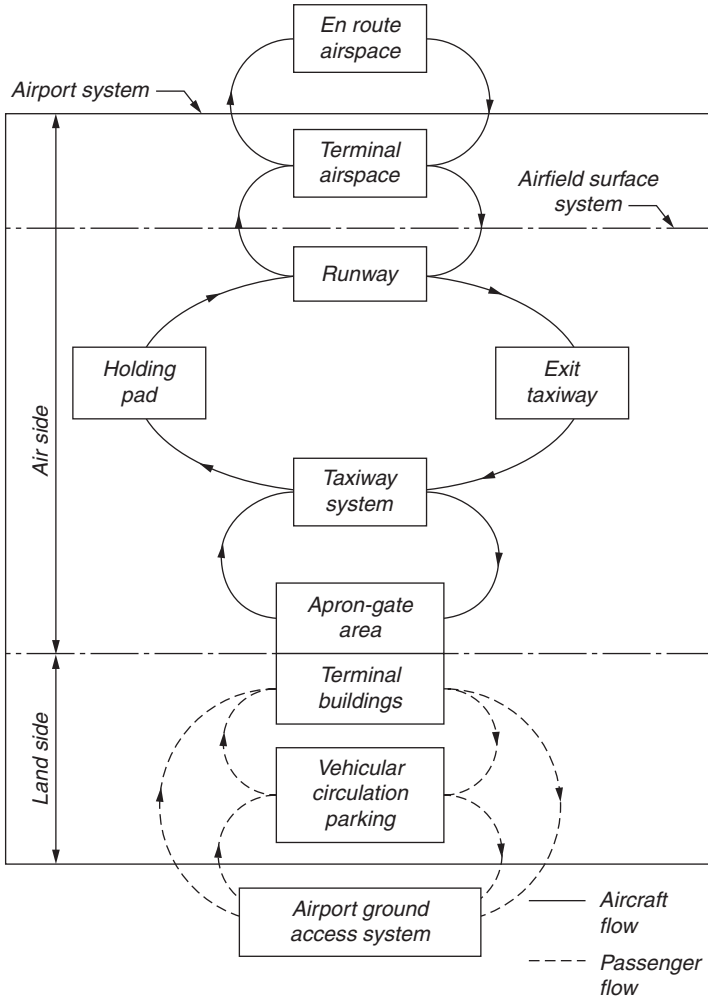 En route
airspace
Airport system
Terminal
airspace
Airfield surface
system
Runway
Holding
pad
Exit
taxiway
Air side
Taxiway
system
Apron-gate
area
Terminal
buildings
Land side
Vehicular
circulation
parking
Airport ground
access system
Aircraft
flow
Passenger
flow